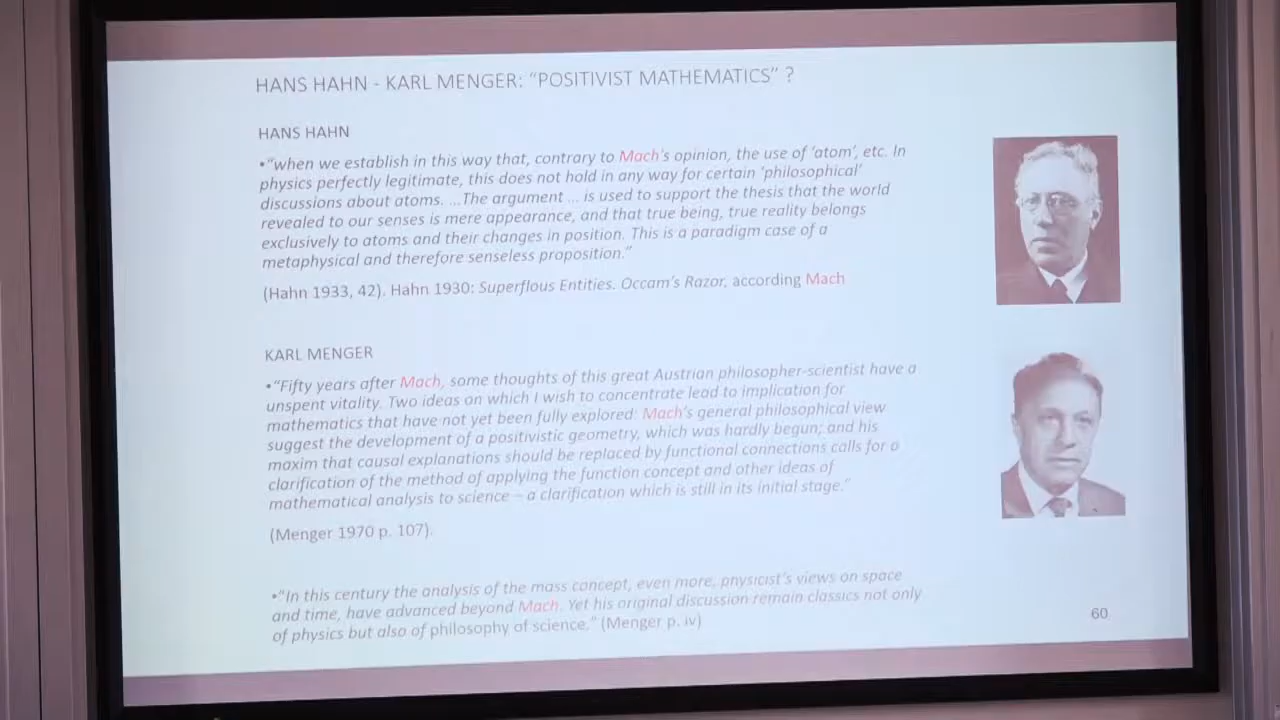 HANS HAHN - KARL MENGER: “POSITIVIST MATHEMATICS” ?
HANS HAHN
•“when we establish in this way that, contrary to Mach’s opinion, the use of ‘atom’, etc. In
physics perfectly legitimate, this does not hold in any way for certain ‘philosophical’
discussions about atoms. …The argument … is used to support the thesis that the world
revealed to our senses is mere appearance, and that true being, true reality belongs
exclusively to atoms and their changes in position. This is a paradigm case of a
metaphysical and therefore senseless proposition.”
(Hahn 1933, 42). Hahn 1930: Superflous Entities. Occam’s Razor, according Mach
KARL MENGER
•“Fifty years after Mach, some thoughts of this great Austrian philosopher-scientist have a
unspent vitality. Two ideas on which I wish to concentrate lead to implication for
mathematics that have not yet been fully explored: Mach’s general philosophical view
suggest the development of a positivistic geometry, which was hardly begun; and his
maxim that causal explanations should be replaced by functional connections calls for a
clarification of the method of applying the function concept and other ideas of
mathematical analysis to science – a clarification which is still in its initial stage.”
(Menger 1970 p. 107).
•“In this century the analysis of the mass concept, even more, physicist’s views on space
and time, have advanced beyond Mach. Yet his original discussion remain classics not only
of physics but also of philosophy of science,” (Menger p. iv)
60